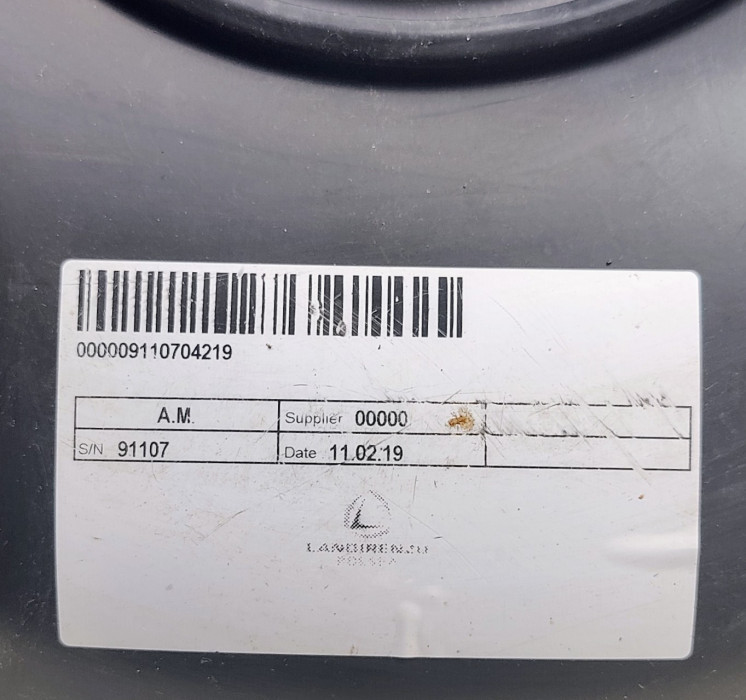 000009110704219
A.M. Supplier 00000
S/N 91107 Date 11.02.19
LANDIRENZO
POLSKA